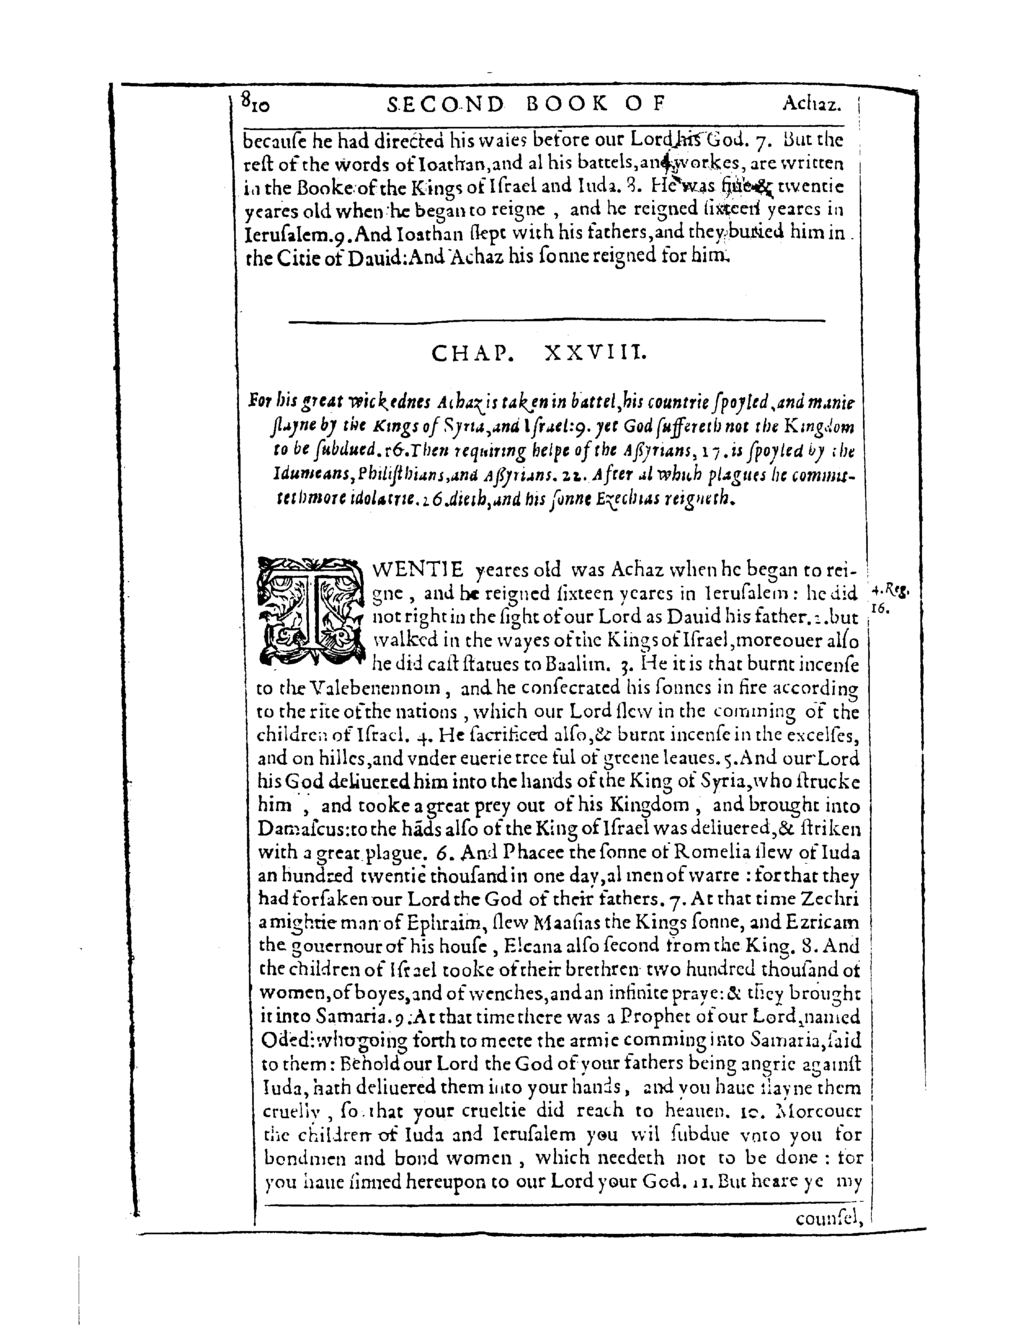 810 SECOND BOOK OF Achaz.
becauſe he had directed his waies before our Lord his God. 7. But the
reſt of the words of Ioathan,and al his battels,and workes, are written
in the Booke of the Kings of Iſrael and Iuda. 8. He was fiue & twentie
yeares old when he began to reigne , and he reigned ſixteen yeares in
Ieruſalem.9.And Ioathan ſlept with his fathers,and they buried him in
the Citie of Dauid:And Achaz his ſonne reigned for him.
CHAP. XXVIII.
For his great wickednes Achaz is taken in battel,his countrie ſpoyled,and manie
ſlayne by the Kings of Syria,and Iſrael:9. yet God ſuffereth not the Kingdom
to be ſubdued.16.Then requiring helpe of the Aſſyrians, 17.is ſpoyled by the
Idumeans,Philiſthians,and Aſſyrians. 22. After al which plagues he commit-
teth more idolatrie.26.dieth,and his ſonne Ezechias reigneth.
TWENTIE yeares old was Achaz when he began to rei-
gne , and he reigned ſixteen yeares in Ieruſalem : he did
not right in the ſight of our Lord as Dauid his father.2.but
walked in the wayes of the Kings of Iſrael,moreouer alſo
he did caſt ſtatues to Baalim. 3. He it is that burnt incenſe
4.Reg.
16.
to the Valebenennom , and he conſecrated his ſonnes in fire according
to the rite of the nations , which our Lord ſlew in the comming of the
children of Iſrael. 4. He ſacrificed alſo,& burnt incenſe in the excelſes,
and on hilles,and vnder euerie tree ful of greene leaues. 5.And our Lord
his God deliuered him into the hands of the King of Syria,who ſtrucke
him , and tooke a great prey out of his Kingdom , and brought into
Damaſcus:to the hāds alſo of the King of Iſrael was deliuered,& ſtriken
with a great plague. 6. And Phacee the ſonne of Romelia ſlew of Iuda
an hundred twentie thouſand in one day,al men of warre : for that they
had forſaken our Lord the God of their fathers. 7. At that time Zechri
a mightie man of Ephraim, ſlew Maaſias the Kings ſonne, and Ezricam
the gouernour of his houſe , Elcana alſo ſecond from the King. 8. And
the children of Iſrael tooke of their brethren two hundred thouſand of
women,of boyes,and of wenches,and an infinite praye:& they brought
it into Samaria.9.At that time there was a Prophet of our Lord,named
Oded:who going forth to meete the armie comming into Samaria,ſaid
to them : Behold our Lord the God of your fathers being angrie againſt
Iuda, hath deliuered them into your hands , and you haue ſlayne them
cruelly , ſo that your crueltie did reach to heauen. 10. Moreouer
the children of Iuda and Ieruſalem you wil ſubdue vnto you for
bondmen and bond women , which needeth not to be done : for
you haue ſinned hereupon to our Lord your God. 11. But heare ye my
counſel,